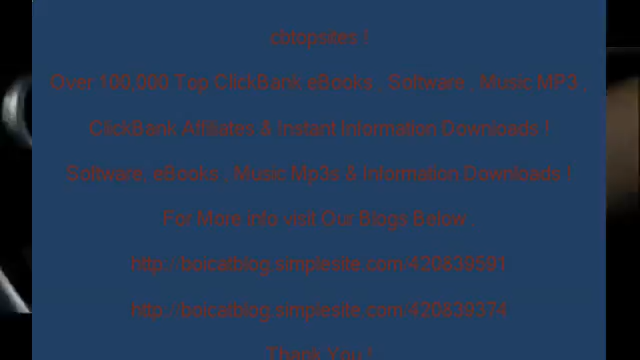 cbtopsites !
Over 100,000 Top ClickBank eBooks , Software , Music MP3 ,
ClickBank Affiliates & Instant Information Downloads !
Software, eBooks , Music Mp3s & Information Downloads !
For More info visit Our Blogs Below :
http://boicatblog.simplesite.com/420839591
http://boicatblog.simplesite.com/420839374
Thank You !